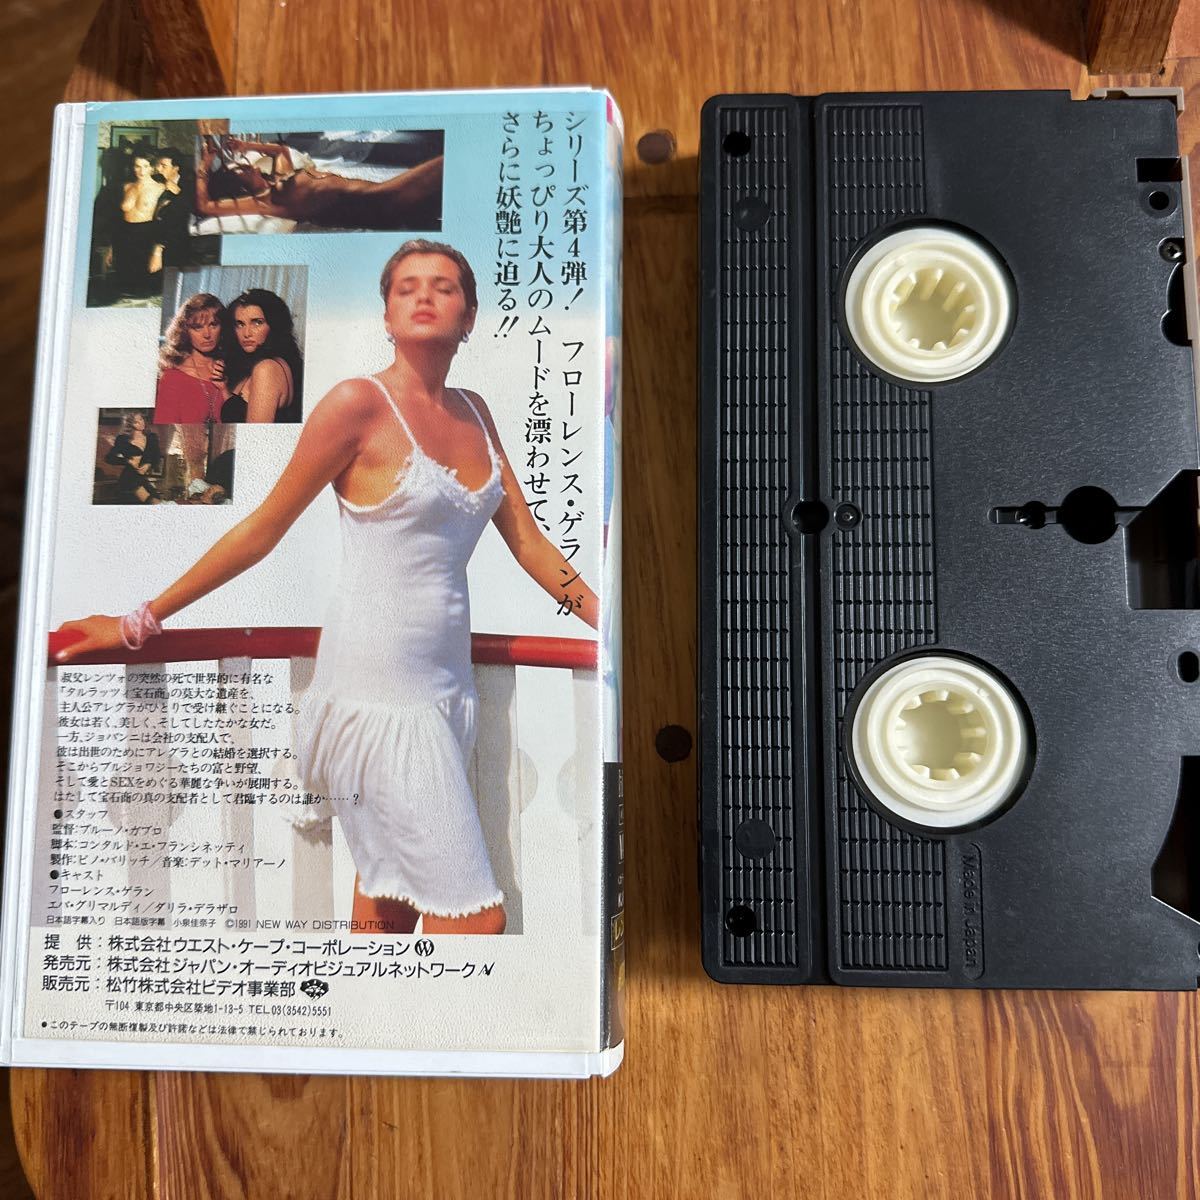 シリーズ第4弾! フローレンス・ゲランが
ちょっぴり大人のムードを漂わせて、
さらに妖艶に迫る!!
叔父レンツォの突然の死で世界的に有名な
「タルラッツィ宝石商」の莫大な遺産を、
主人公アレグラがひとりで受け継ぐことになる。
彼女は若く、美しく、そしてしたたかな女だ。
一方、ジョバンニは会社の支配人で、
彼は出世のためにアレグラとの結婚を選択する。
そこからブルジョワジーたちの富と野望、
そして愛とSEXをめぐる華麗な争いが展開する。
はたして宝石商の真の支配者として君臨するのは誰か……?
●スタッフ
監督:ブルーノ・ガブロ
脚本:コンタルド・エ・フランシネッティ
製作:ピノ・バリッチ/音楽:デット・マリアーノ
●キャスト
フローレンス・ゲラン
エバ・グリマルディ/ダリラ・デラザロ
日本語字幕入り 日本語版字幕 小泉佳奈子 ©1991 NEW WAY DISTRIBUTION
提 供:株式会社ウエスト・ケープ・コーポレーション
発売元:株式会社ジャパン・オーディオビジュアルネットワーク
販売元:松竹株式会社ビデオ事業部
〒104 東京都中央区築地1-13-5 TEL.03(3542)5551
●このテープの無断複製及び許諾などは法律で禁じられております。
Made in Japan